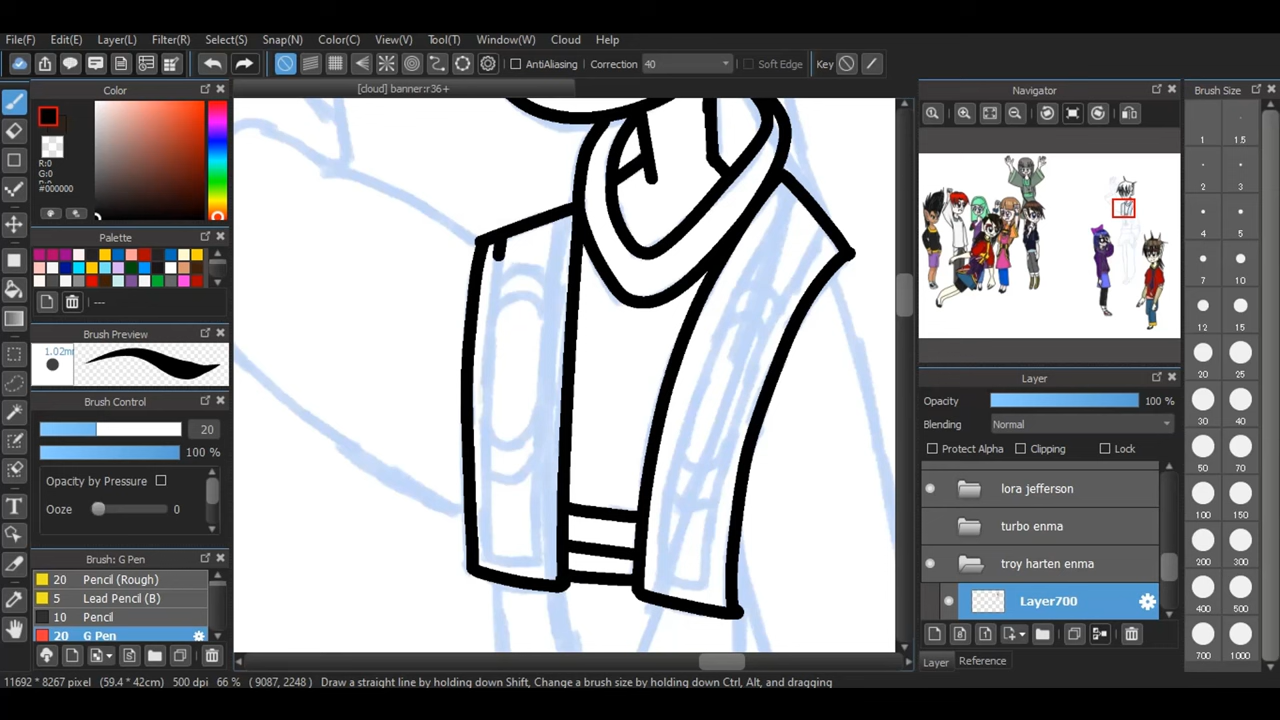 File(F) Edit(E) Layer(L) Filter(R) Select(S) Snap(N) Color(C) View(V) Tool(T) Window(W) Cloud Help
AntiAliasing Correction 40 Soft Edge Key
Color
[cloud] banner:r36+
Navigator
Brush Size
R:0
G:0
B:0
#000000
Palette
---
Brush Preview
1.02m
Brush Control
20
100 %
Opacity by Pressure
Ooze 0
Brush: G Pen
20 Pencil (Rough)
5 Lead Pencil (B)
10 Pencil
20 G Pen
Layer
Opacity 100 %
Blending Normal
Protect Alpha Clipping Lock
lora jefferson
turbo enma
troy harten enma
Layer700
Layer Reference
1 1.5
2 3
4 5
7 10
12 15
20 25
30 40
50 70
100 150
200 300
400 500
700 1000
11692 * 8267 pixel (59.4 * 42cm) 500 dpi 66 % (9087, 2248) Draw a straight line by holding down Shift, Change a brush size by holding down Ctrl, Alt, and dragging